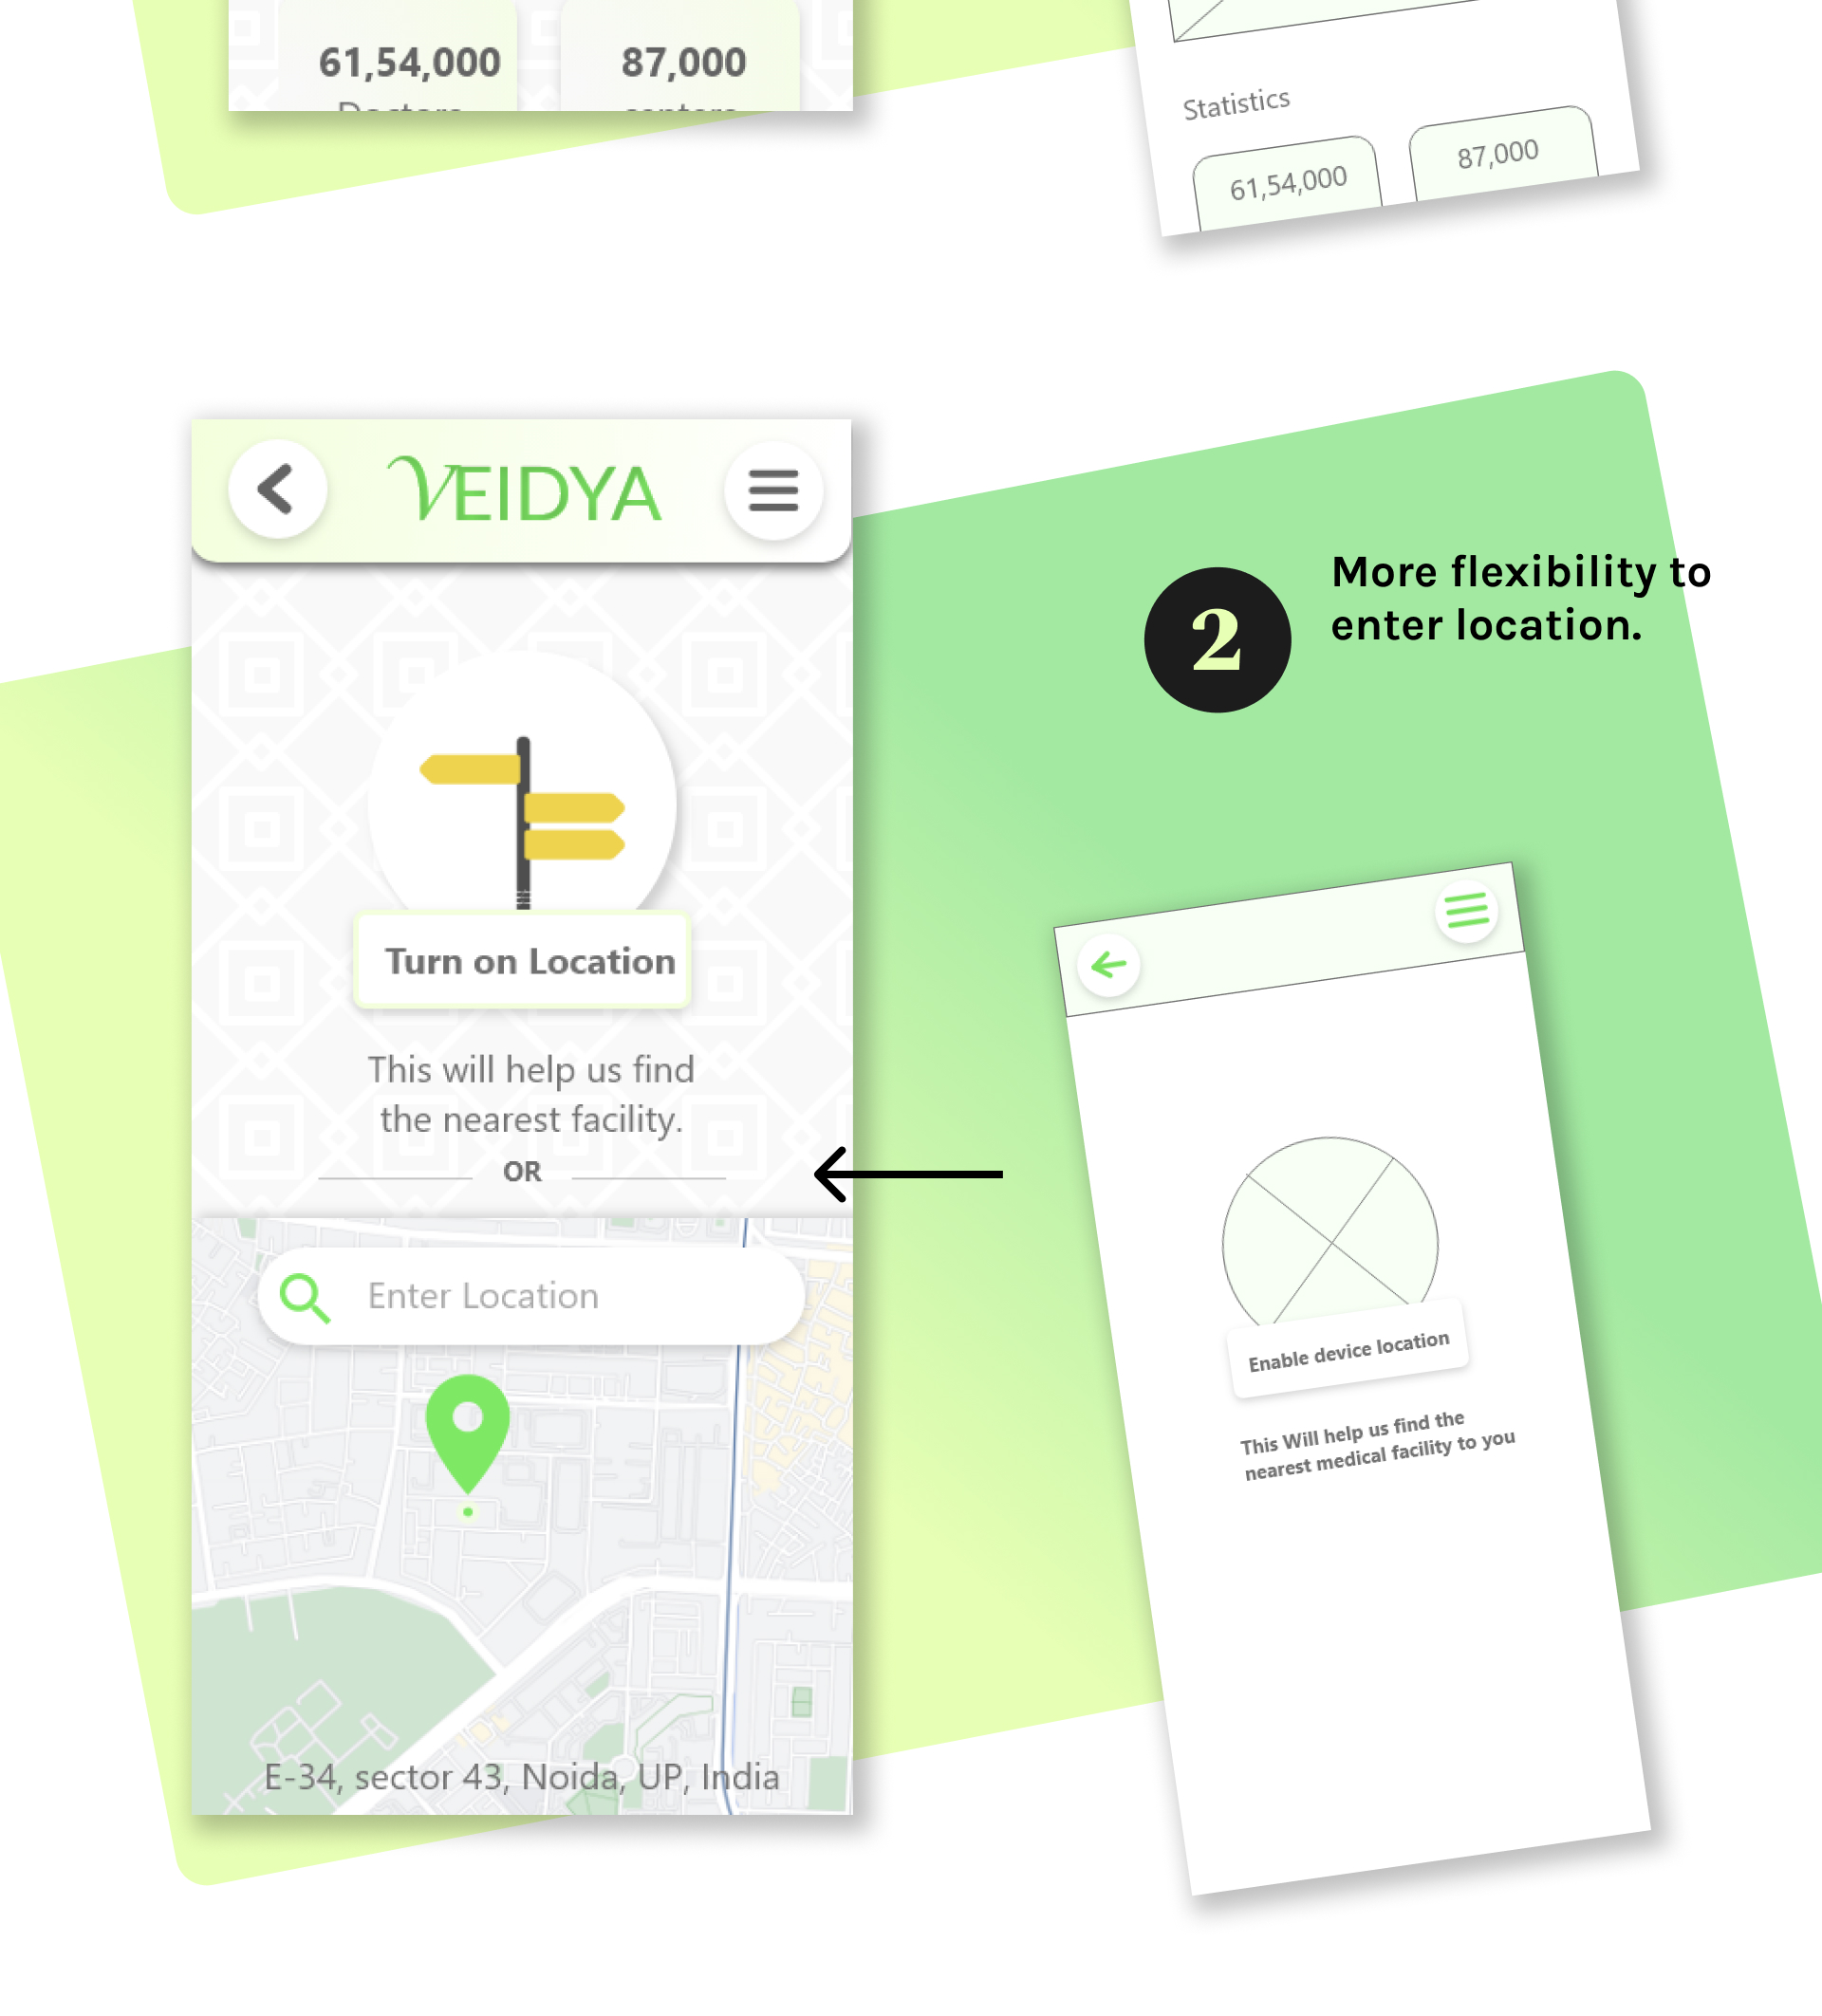 61,54,000
Doctors
87,000
centers
Statistics
61,54,000
87,000
VEIDYA
2
More flexibility to
enter location.
Turn on Location
This will help us find
the nearest facility.
OR
Enter Location
E-34, sector 43, Noida, UP, India
Enable device location
This Will help us find the
nearest medical facility to you